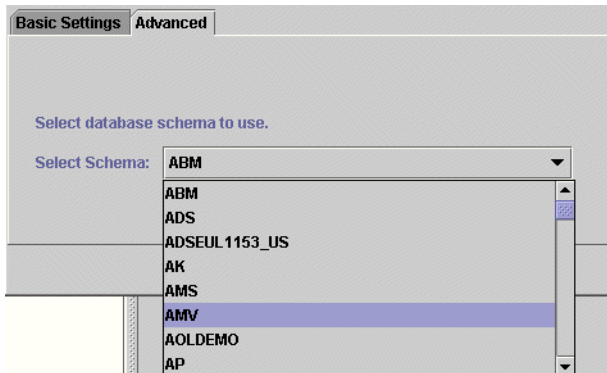 Basic Settings Advanced
Select database schema to use.
Select Schema: ABM
ABM
ADS
ADSEUL1153_US
AK
AMS
AMV
AOLDEMO
AP